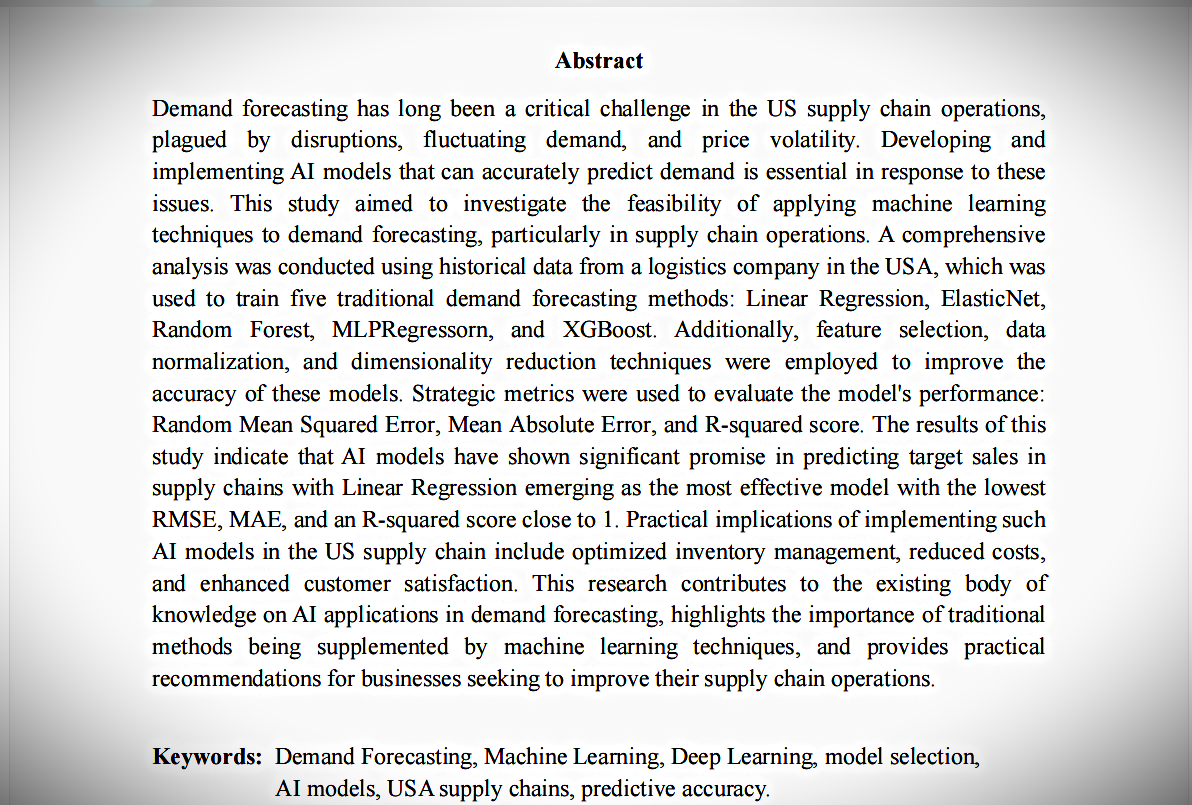 Abstract
Demand forecasting has long been a critical challenge in the US supply chain operations,
plagued by disruptions, fluctuating demand, and price volatility. Developing and
implementing AI models that can accurately predict demand is essential in response to these
issues. This study aimed to investigate the feasibility of applying machine learning
techniques to demand forecasting, particularly in supply chain operations. A comprehensive
analysis was conducted using historical data from a logistics company in the USA, which was
used to train five traditional demand forecasting methods: Linear Regression, ElasticNet,
Random Forest, MLPRegressorn, and XGBoost. Additionally, feature selection, data
normalization, and dimensionality reduction techniques were employed to improve the
accuracy of these models. Strategic metrics were used to evaluate the model's performance:
Random Mean Squared Error, Mean Absolute Error, and R-squared score. The results of this
study indicate that AI models have shown significant promise in predicting target sales in
supply chains with Linear Regression emerging as the most effective model with the lowest
RMSE, MAE, and an R-squared score close to 1. Practical implications of implementing such
AI models in the US supply chain include optimized inventory management, reduced costs,
and enhanced customer satisfaction. This research contributes to the existing body of
knowledge on AI applications in demand forecasting, highlights the importance of traditional
methods being supplemented by machine learning techniques, and provides practical
recommendations for businesses seeking to improve their supply chain operations.
Keywords: Demand Forecasting, Machine Learning, Deep Learning, model selection,
AI models, USA supply chains, predictive accuracy.